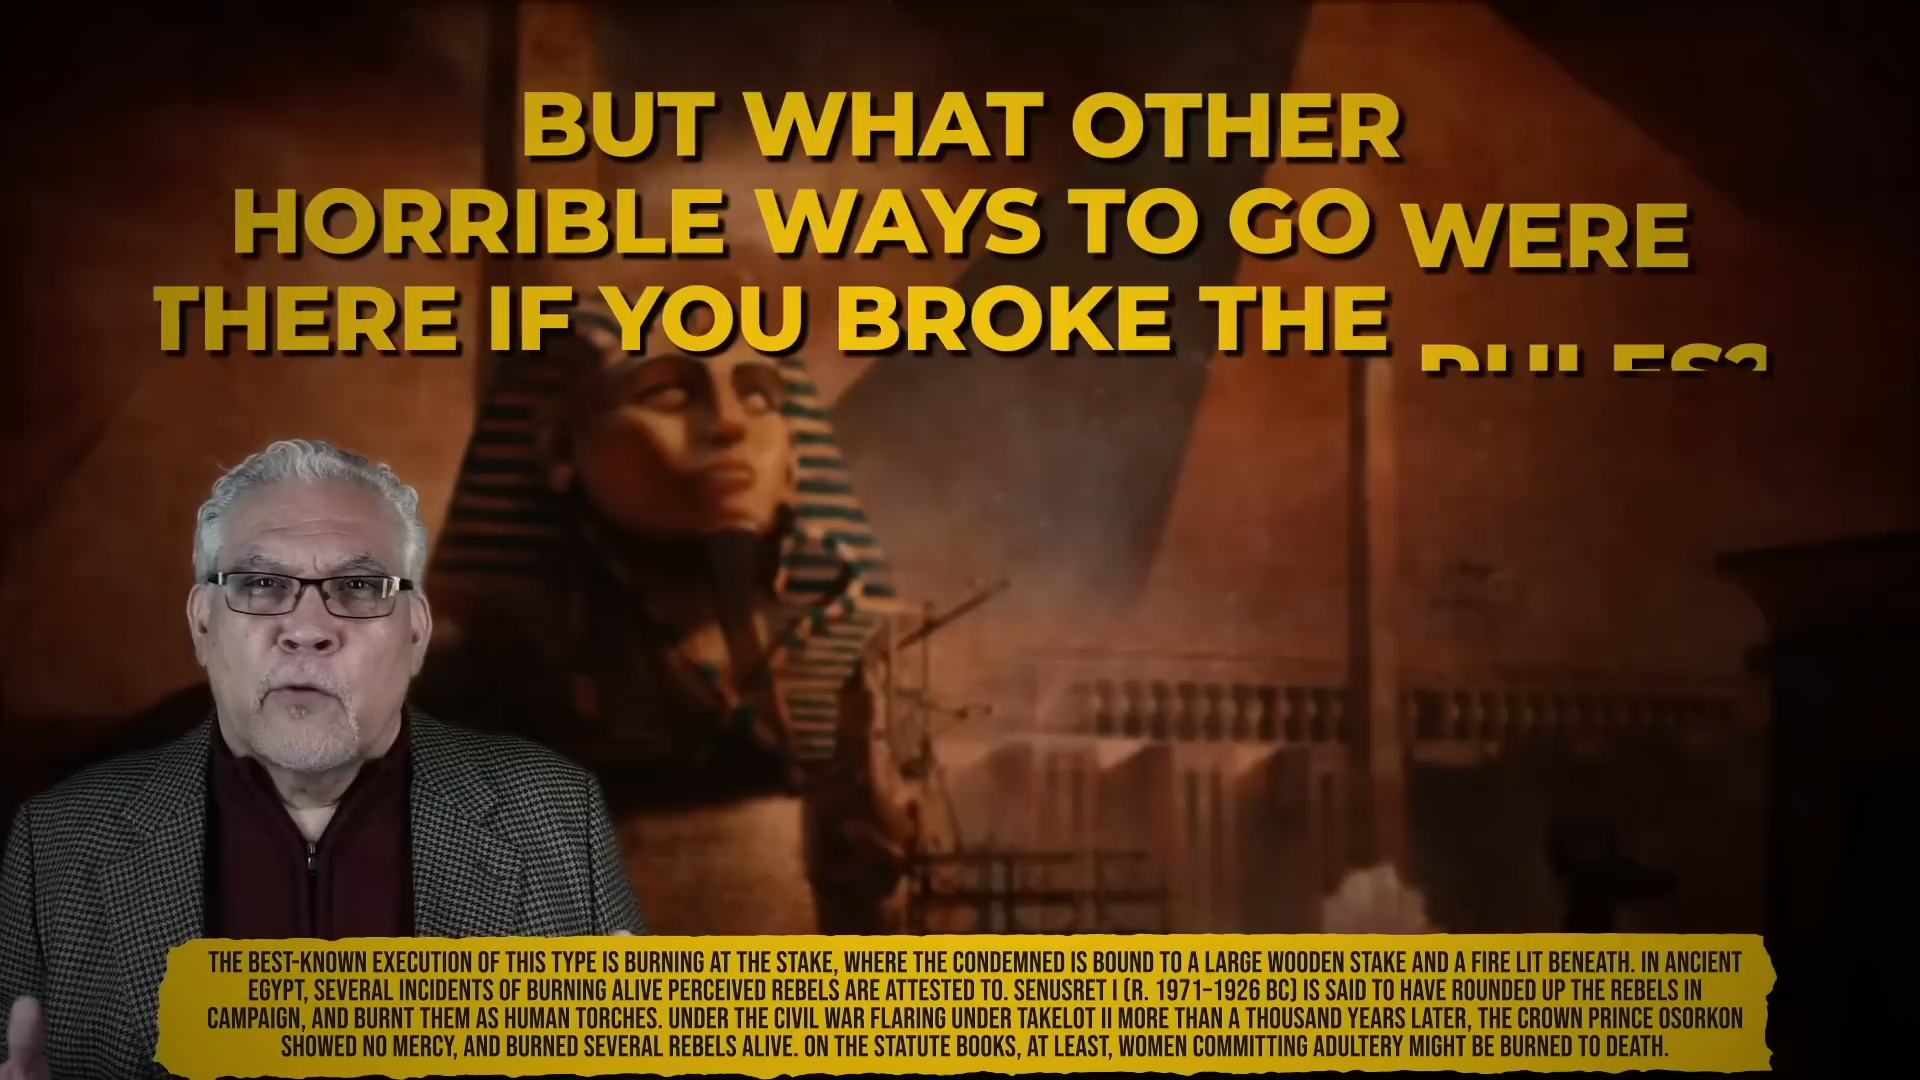 BUT WHAT OTHER
HORRIBLE WAYS TO GO WERE
THERE IF YOU BROKE THE RULES?
THE BEST-KNOWN EXECUTION OF THIS TYPE IS BURNING AT THE STAKE, WHERE THE CONDEMNED IS BOUND TO A LARGE WOODEN STAKE AND A FIRE LIT BENEATH. IN ANCIENT
EGYPT, SEVERAL INCIDENTS OF BURNING ALIVE PERCEIVED REBELS ARE ATTESTED TO. SENUSRET I (R. 1971–1926 BC) IS SAID TO HAVE ROUNDED UP THE REBELS IN
CAMPAIGN, AND BURNT THEM AS HUMAN TORCHES. UNDER THE CIVIL WAR FLARING UNDER TAKELOT II MORE THAN A THOUSAND YEARS LATER, THE CROWN PRINCE OSORKON
SHOWED NO MERCY, AND BURNED SEVERAL REBELS ALIVE. ON THE STATUTE BOOKS, AT LEAST, WOMEN COMMITTING ADULTERY MIGHT BE BURNED TO DEATH.